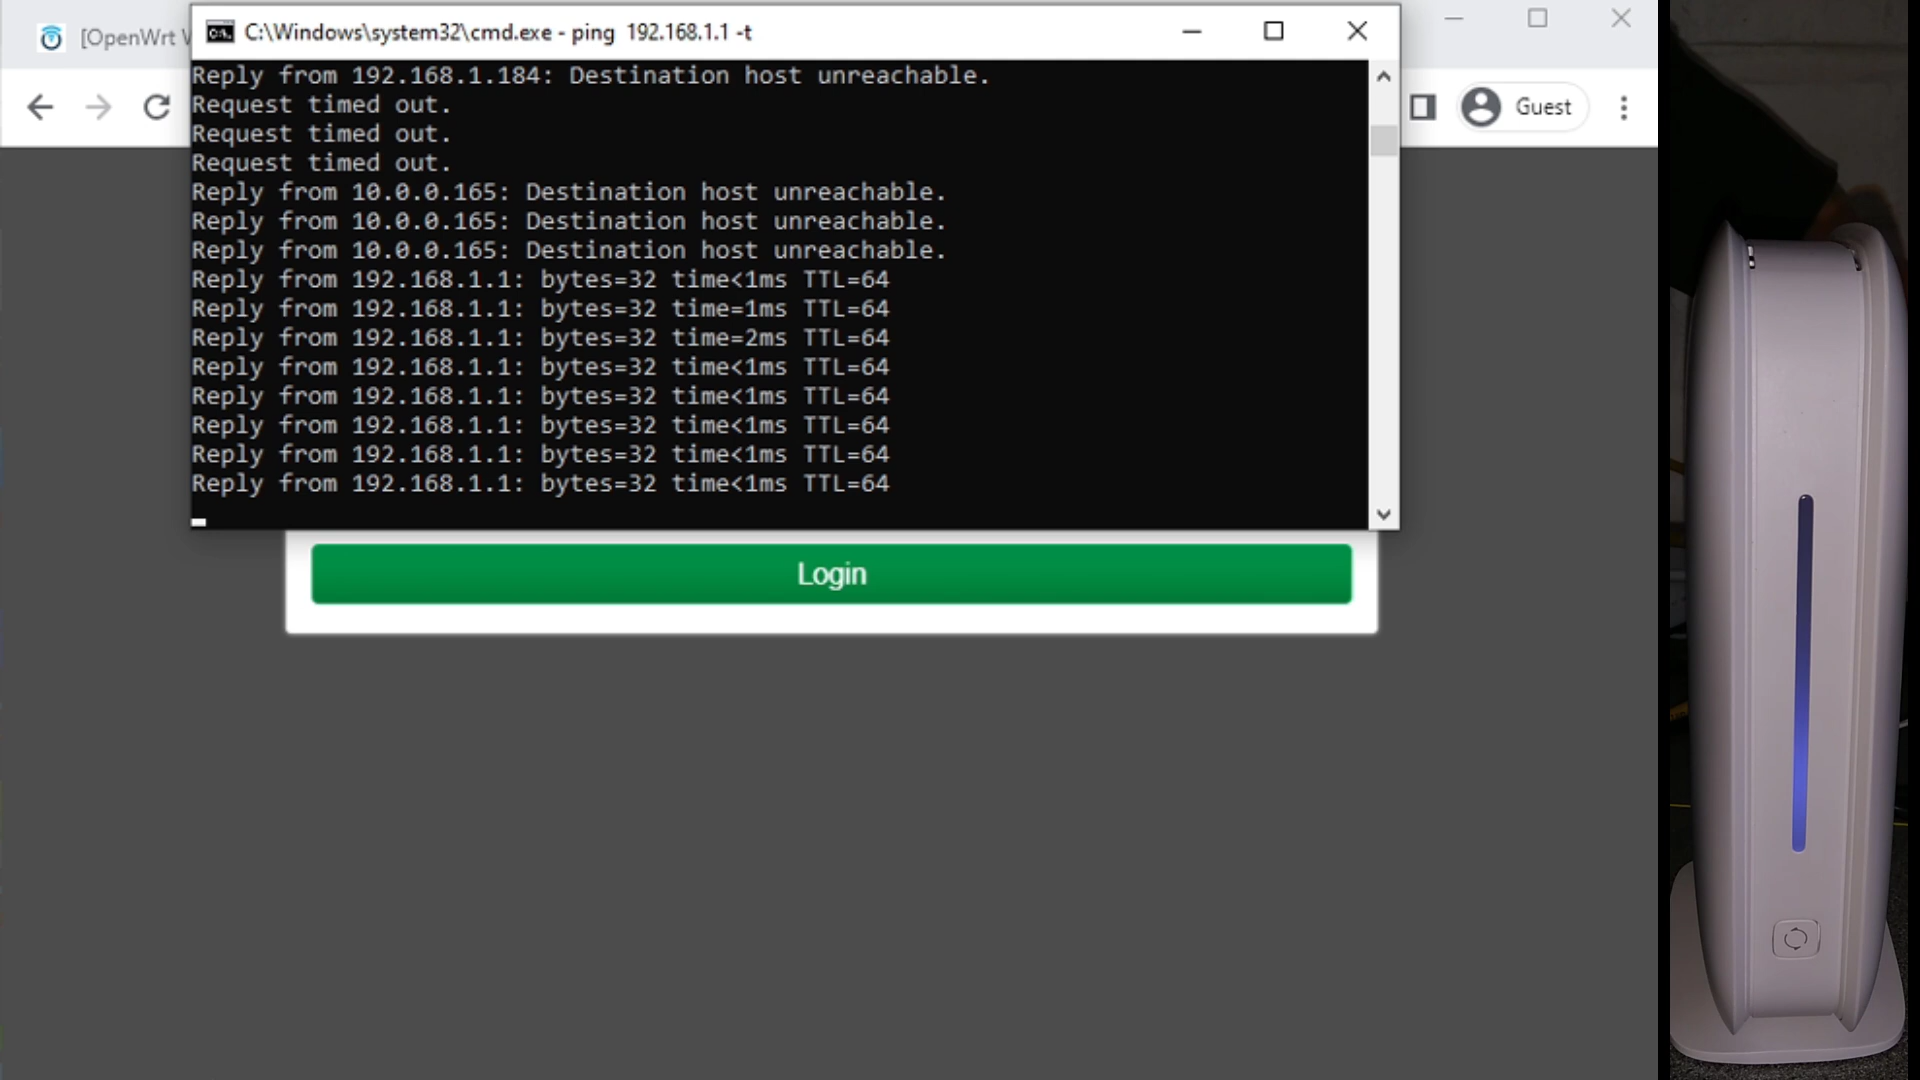 [OpenWrt
C:\Windows\system32\cmd.exe - ping  192.168.1.1 -t
Guest
Reply from 192.168.1.184: Destination host unreachable.
Request timed out.
Request timed out.
Request timed out.
Reply from 10.0.0.165: Destination host unreachable.
Reply from 10.0.0.165: Destination host unreachable.
Reply from 10.0.0.165: Destination host unreachable.
Reply from 192.168.1.1: bytes=32 time<1ms TTL=64
Reply from 192.168.1.1: bytes=32 time=1ms TTL=64
Reply from 192.168.1.1: bytes=32 time=2ms TTL=64
Reply from 192.168.1.1: bytes=32 time<1ms TTL=64
Reply from 192.168.1.1: bytes=32 time<1ms TTL=64
Reply from 192.168.1.1: bytes=32 time<1ms TTL=64
Reply from 192.168.1.1: bytes=32 time<1ms TTL=64
Reply from 192.168.1.1: bytes=32 time<1ms TTL=64
Login